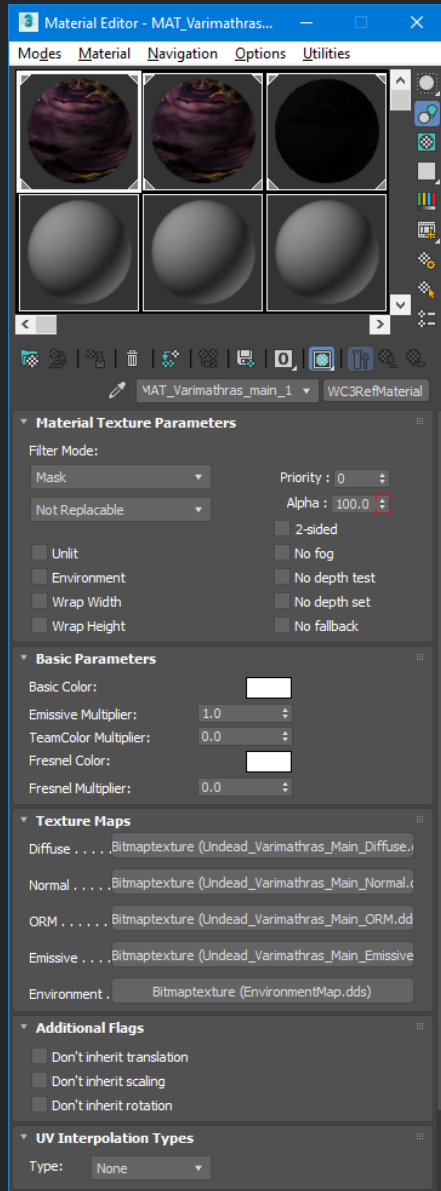 3 Material Editor - MAT_Varimathras...
Modes Material Navigation Options Utilities
0
MAT_Varimathras_main_1 WC3RefMaterial
Material Texture Parameters
Filter Mode:
Mask Priority : 0
Not Replacable Alpha : 100.0
2-sided
Unlit No fog
Environment No depth test
Wrap Width No depth set
Wrap Height No fallback
Basic Parameters
Basic Color:
Emissive Multiplier: 1.0
TeamColor Multiplier: 0.0
Fresnel Color:
Fresnel Multiplier: 0.0
Texture Maps
Diffuse . . . . . Bitmaptexture (Undead_Varimathras_Main_Diffuse.
Normal . . . . . Bitmaptexture (Undead_Varimathras_Main_Normal.
ORM . . . . . . Bitmaptexture (Undead_Varimathras_Main_ORM.dd
Emissive . . . . Bitmaptexture (Undead_Varimathras_Main_Emissive
Environment . Bitmaptexture (EnvironmentMap.dds)
Additional Flags
Don't inherit translation
Don't inherit scaling
Don't inherit rotation
UV Interpolation Types
Type: None